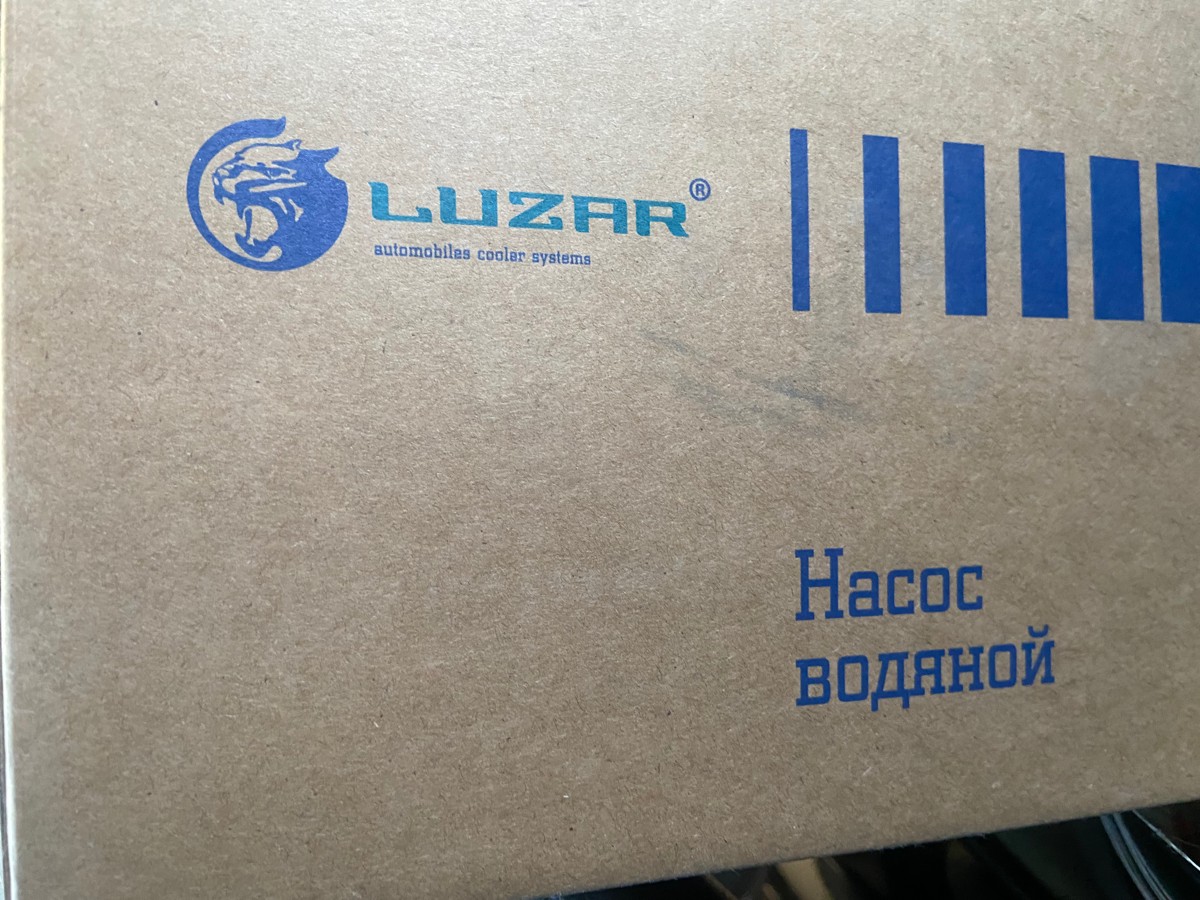 LUZAR®
automobiles cooler systems
Насос
водяной